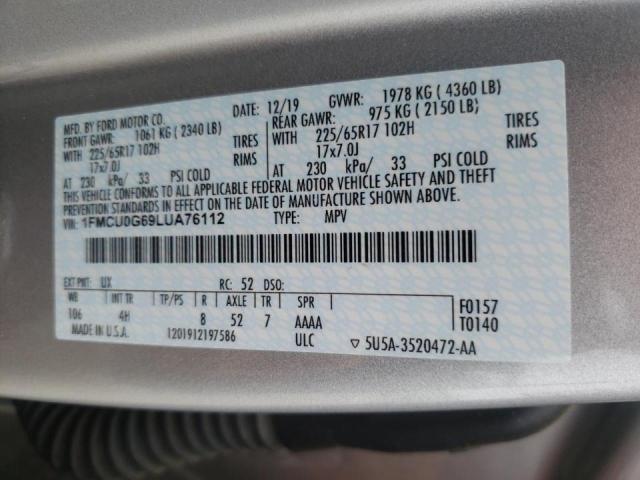 MFD. BY FORD MOTOR CO.
DATE: 12/19 GVWR: 1978 KG ( 4360 LB)
FRONT GAWR: 1061 KG ( 2340 LB) REAR GAWR: 975 KG ( 2150 LB)
WITH 225/65R17 102H TIRES WITH 225/65R17 102H TIRES
17x7.0J RIMS 17x7.0J RIMS
AT 230 kPa/ 33 PSI COLD AT 230 kPa/ 33 PSI COLD
THIS VEHICLE CONFORMS TO ALL APPLICABLE FEDERAL MOTOR VEHICLE SAFETY AND THEFT
PREVENTION STANDARDS IN EFFECT ON THE DATE OF MANUFACTURE SHOWN ABOVE.
VIN: 1FMCU0G69LUA76112 TYPE: MPV
EXT PNT: UX RC: 52 DSO:
WB INT TR TP/PS R AXLE TR SPR F0157
106 4H 8 52 7 AAAA T0140
MADE IN U.S.A. 1201912197586 ULC ▽ 5U5A-3520472-AA